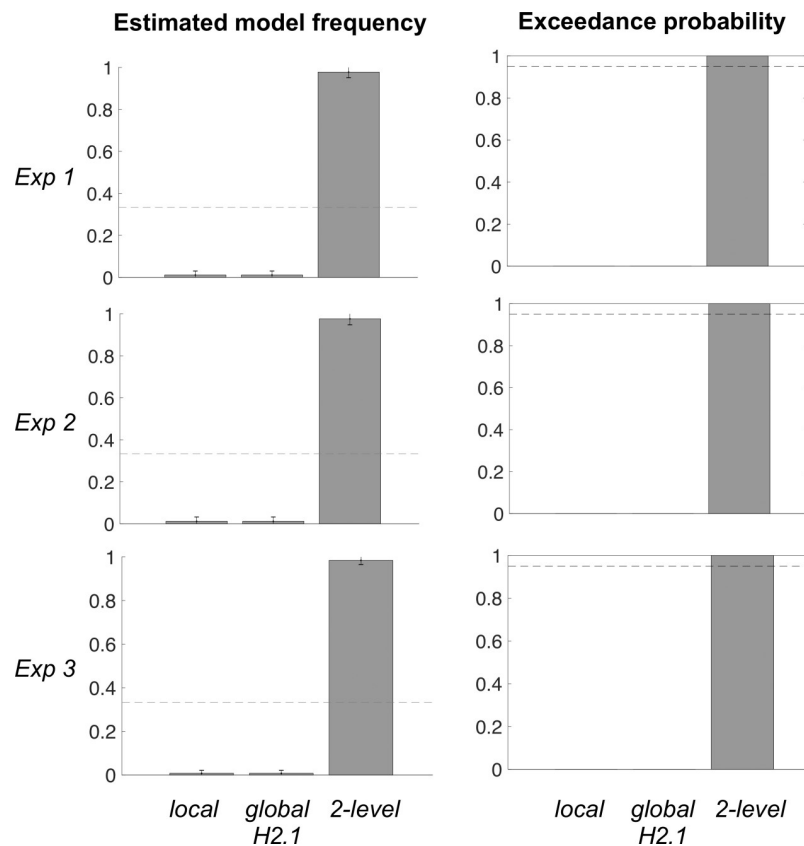 Estimated model frequency Exceedance probability
1 1
0.8 0.8
Exp 1 0.6 0.6
0.4 0.4
0.2 0.2
0 0
1 1
0.8 0.8
Exp 2 0.6 0.6
0.4 0.4
0.2 0.2
0 0
1 1
0.8 0.8
Exp 3 0.6 0.6
0.4 0.4
0.2 0.2
0 0
local global 2-level local global 2-level
H2.1 H2.1